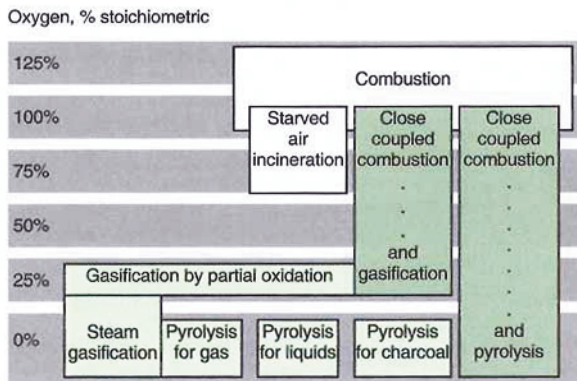 Oxygen, % stoichiometric
125%
Combustion
100%
Starved
air
incineration
Close
coupled
combustion
.
.
.
and
gasification
Close
coupled
combustion
.
.
.
.
.
.
.
and
pyrolysis
75%
50%
25%
Gasification by partial oxidation
0%
Steam
gasification
Pyrolysis
for gas
Pyrolysis
for liquids
Pyrolysis
for charcoal